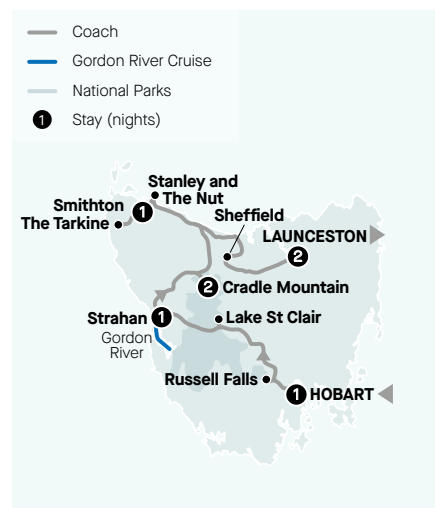 Coach
Gordon River Cruise
National Parks
1 Stay (nights)
Stanley and
The Nut
Smithton
1
The Tarkine
Sheffield
LAUNCESTON
2
2 Cradle Mountain
Strahan 1
Lake St Clair
Gordon
River
Russell Falls
1 HOBART